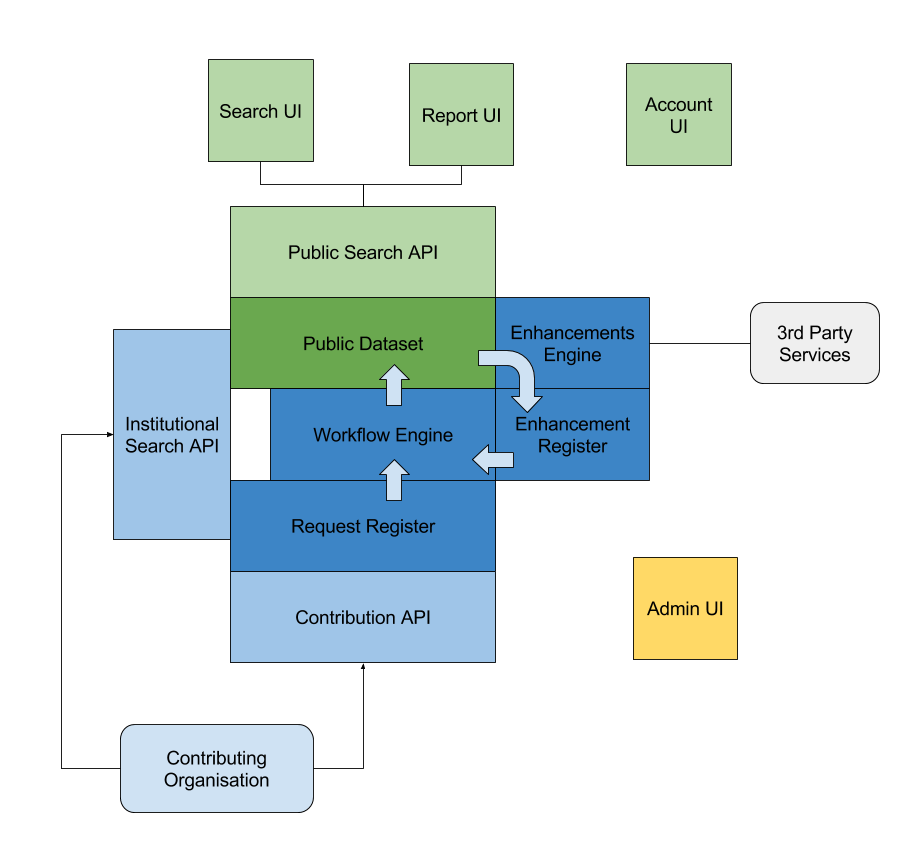 Search UI
Report UI
Account
UI
Public Search API
Public Dataset
Enhancements
Engine
3rd Party
Services
Institutional
Search API
Workflow Engine
Enhancement
Register
Request Register
Contribution API
Admin UI
Contributing
Organisation